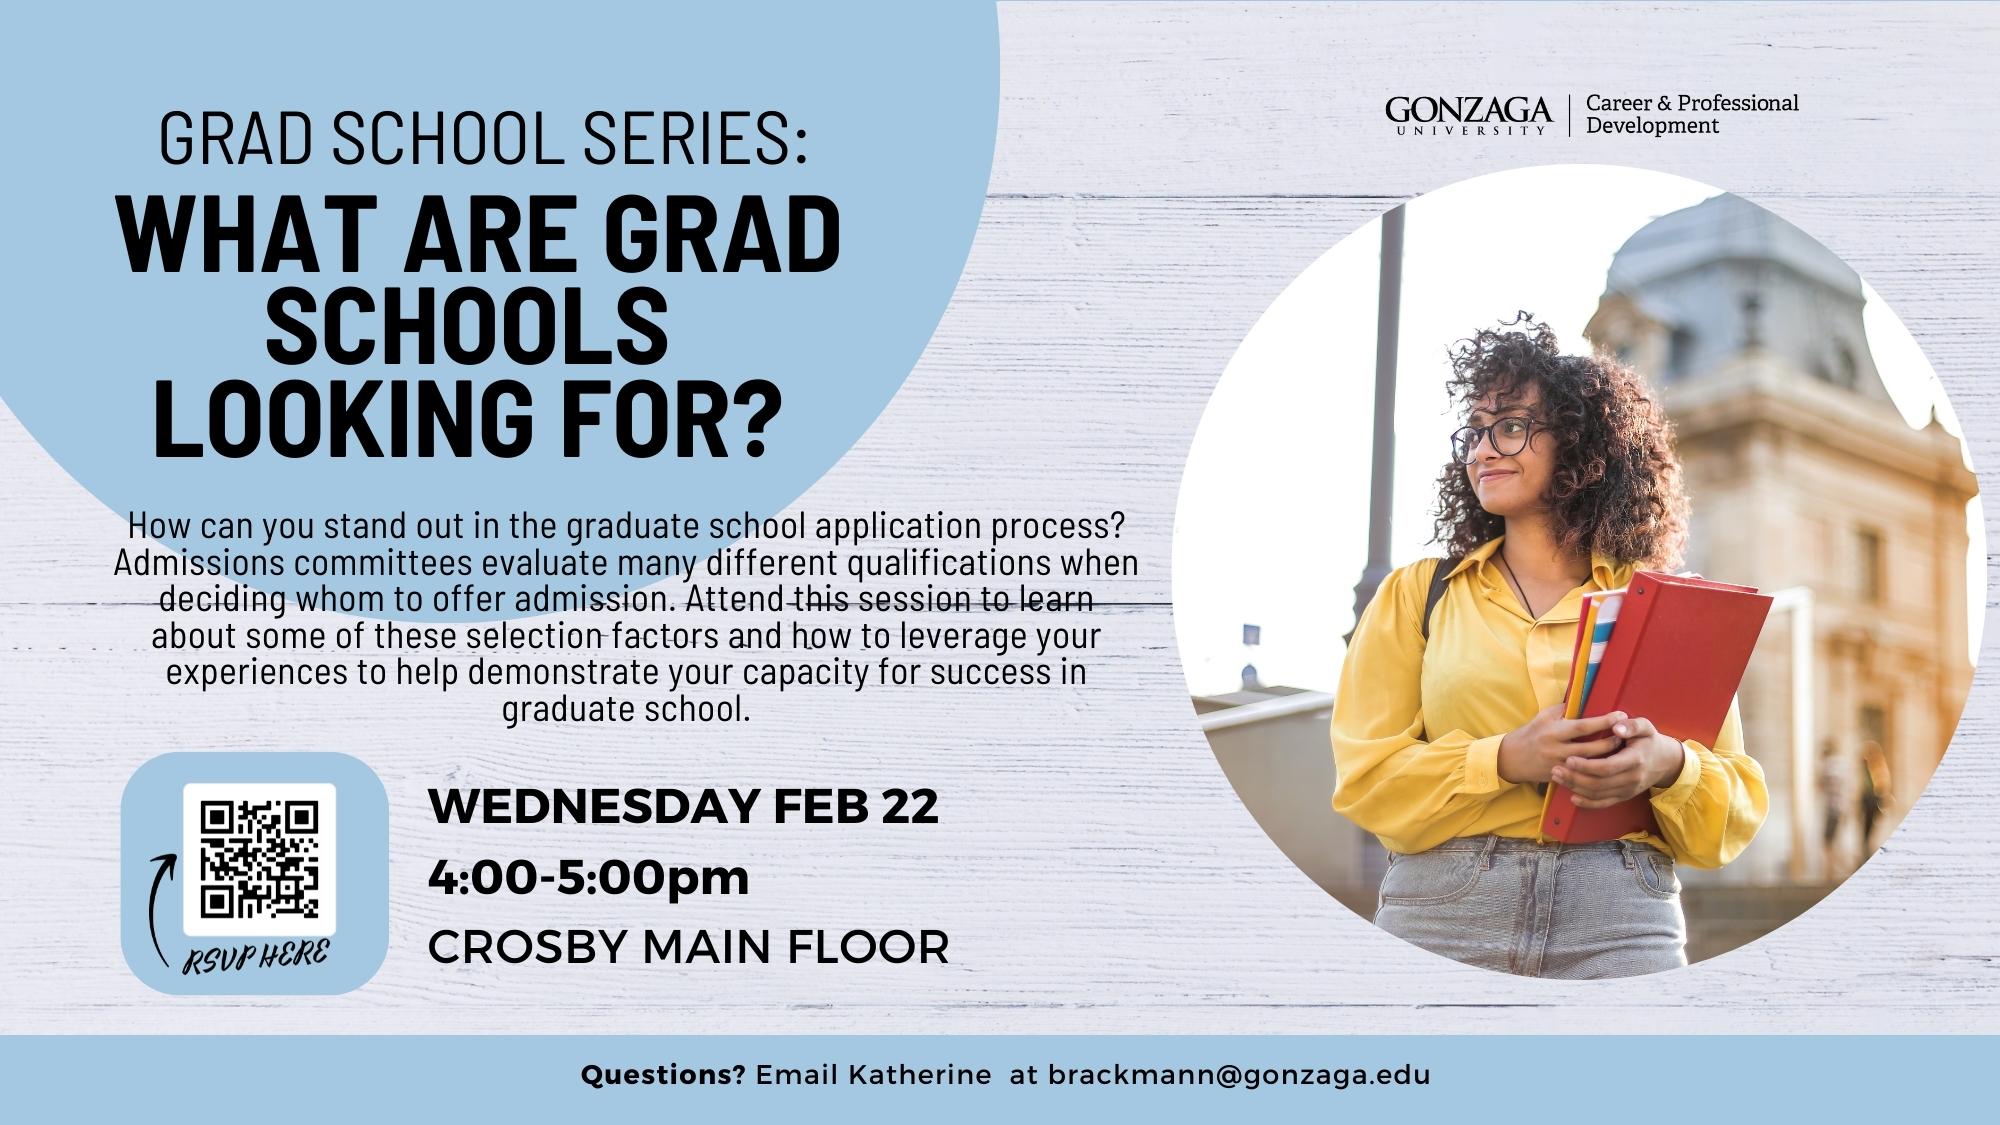 GRAD SCHOOL SERIES:
WHAT ARE GRAD
SCHOOLS
LOOKING FOR?
GONZAGA
UNIVERSITY
Career & Professional
Development
How can you stand out in the graduate school application process?
Admissions committees evaluate many different qualifications when
deciding whom to offer admission. Attend this session to learn
about some of these selection factors and how to leverage your
experiences to help demonstrate your capacity for success in
graduate school.
RSVP HERE
WEDNESDAY FEB 22
4:00-5:00pm
CROSBY MAIN FLOOR
Questions? Email Katherine at brackmann@gonzaga.edu